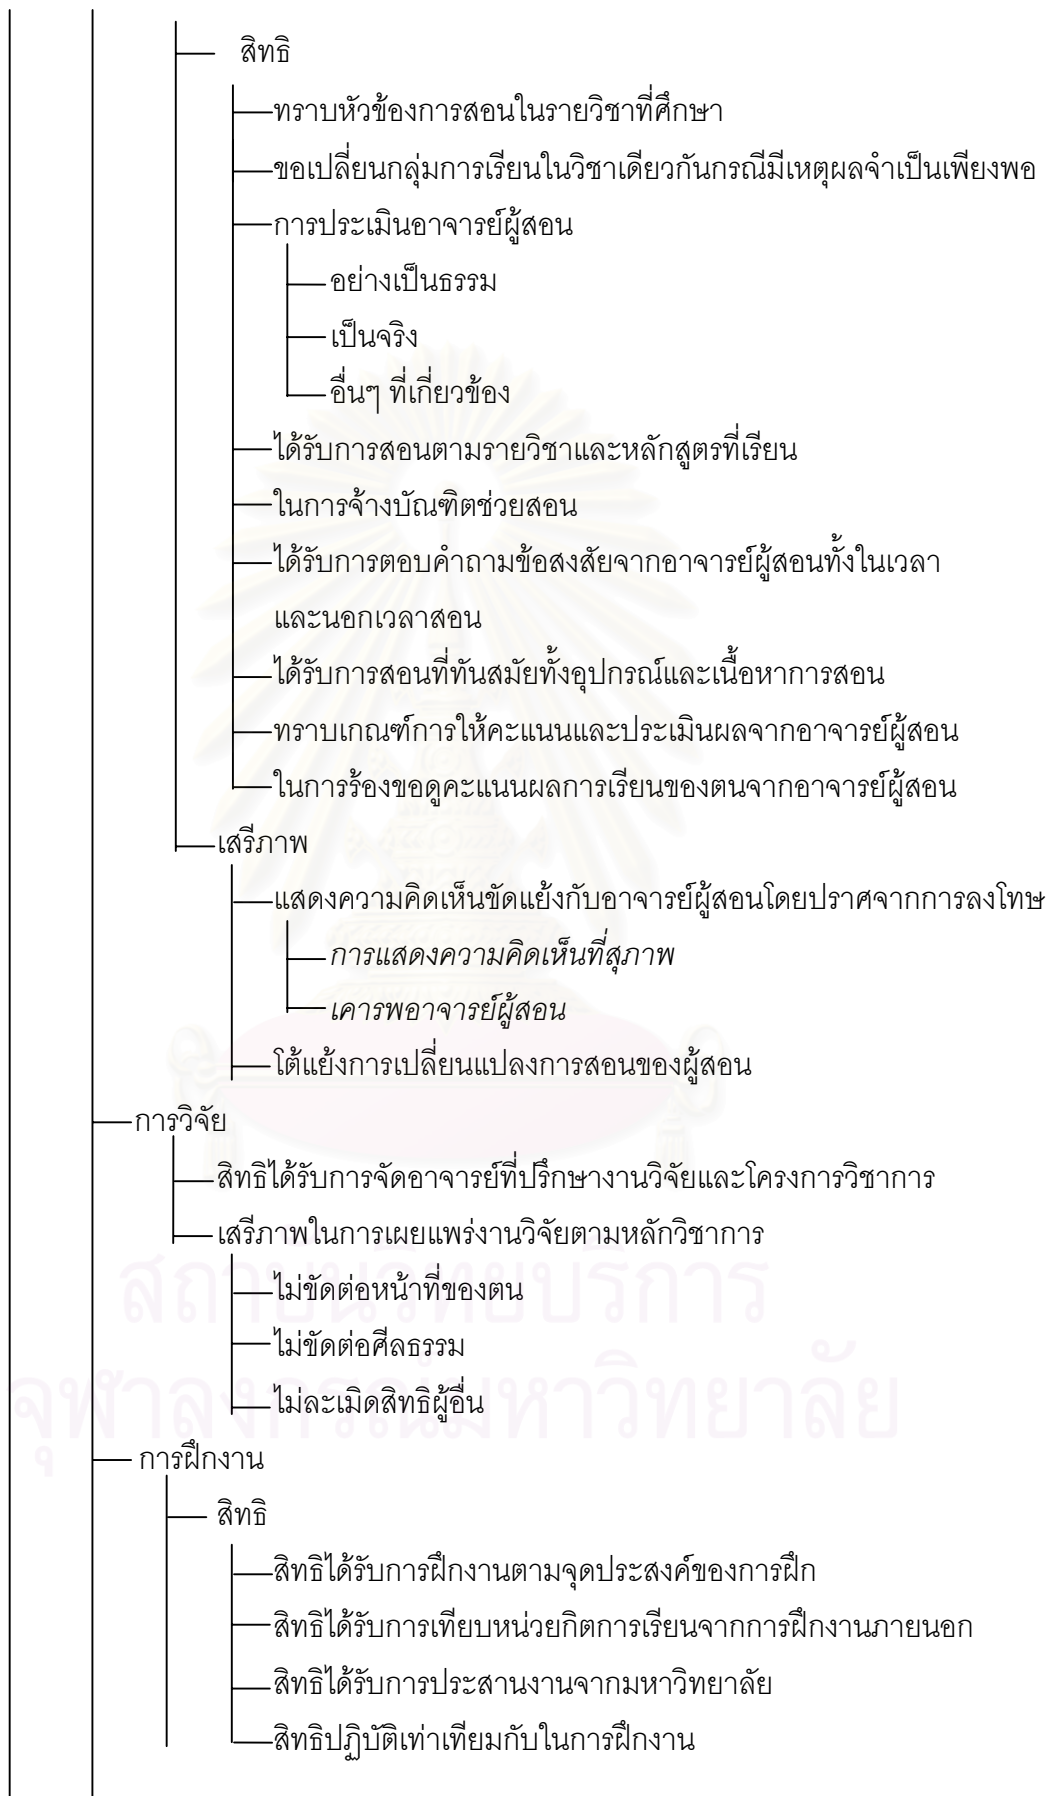 สิทธิ
ทราบหัวข้องการสอนในรายวิชาที่ศึกษา
ขอเปลี่ยนกลุ่มการเรียนในวิชาเดียวกันกรณีมีเหตุผลจำเป็นเพียงพอ
การประเมินอาจารย์ผู้สอน
อย่างเป็นธรรม
เป็นจริง
อื่นๆ ที่เกี่ยวข้อง
ได้รับการสอนตามรายวิชาและหลักสูตรที่เรียน
ในการจ้างบัณฑิตช่วยสอน
ได้รับการตอบคำถามข้อสงสัยจากอาจารย์ผู้สอนทั้งในเวลา
และนอกเวลาสอน
ได้รับการสอนที่ทันสมัยทั้งอุปกรณ์และเนื้อหาการสอน
ทราบเกณฑ์การให้คะแนนและประเมินผลจากอาจารย์ผู้สอน
ในการร้องขอดูคะแนนผลการเรียนของตนจากอาจารย์ผู้สอน
เสรีภาพ
แสดงความคิดเห็นขัดแย้งกับอาจารย์ผู้สอนโดยปราศจากการลงโทษ
การแสดงความคิดเห็นที่สุภาพ
เคารพอาจารย์ผู้สอน
โต้แย้งการเปลี่ยนแปลงการสอนของผู้สอน
การวิจัย
สิทธิได้รับการจัดอาจารย์ที่ปรึกษางานวิจัยและโครงการวิชาการ
เสรีภาพในการเผยแพร่งานวิจัยตามหลักวิชาการ
สถาบันวิทยบริการ
ไม่ขัดต่อหน้าที่ของตน
ไม่ขัดต่อศีลธรรม
จุฬาลงกรณ์มหาวิทยาลัย
ไม่ละเมิดสิทธิผู้อื่น
การฝึกงาน
สิทธิ
สิทธิได้รับการฝึกงานตามจุดประสงค์ของการฝึก
สิทธิได้รับการเทียบหน่วยกิตการเรียนจากการฝึกงานภายนอก
สิทธิได้รับการประสานงานจากมหาวิทยาลัย
สิทธิปฏิบัติเท่าเทียมกับในการฝึกงาน